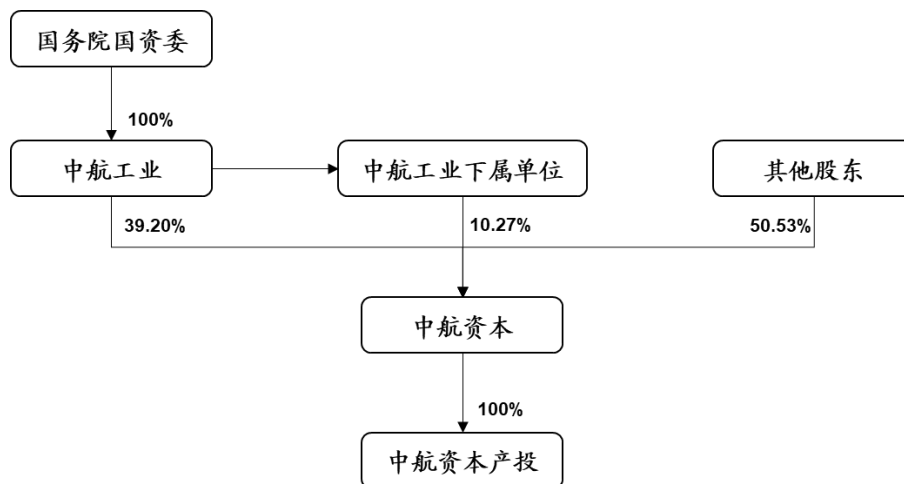 国务院国资委
100%
中航工业
中航工业下属单位
其他股东
39.20%
10.27%
50.53%
中航资本
100%
中航资本产投